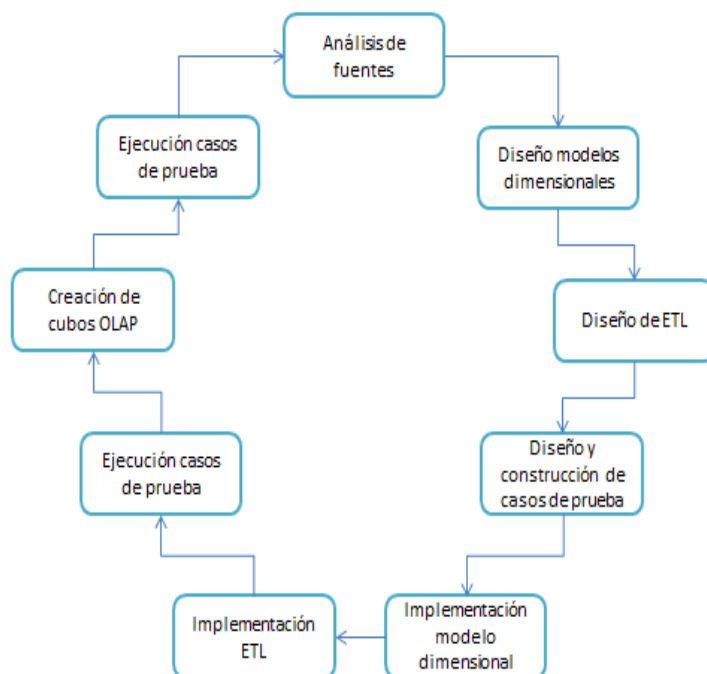 Análisis de
fuentes
Diseño modelos
dimensionales
Diseño de ETL
Diseño y
construcción de
casos de prueba
Implementación
modelo
dimensional
Implementación
ETL
Ejecución casos
de prueba
Creación de
cubos OLAP
Ejecución casos
de prueba